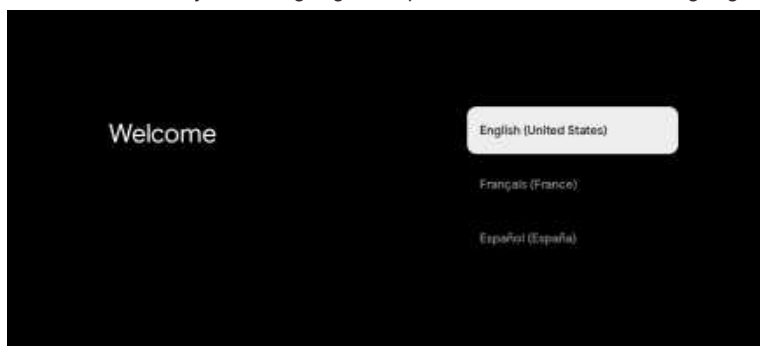 Welcome
English (United States)
Français (France)
Español (España)